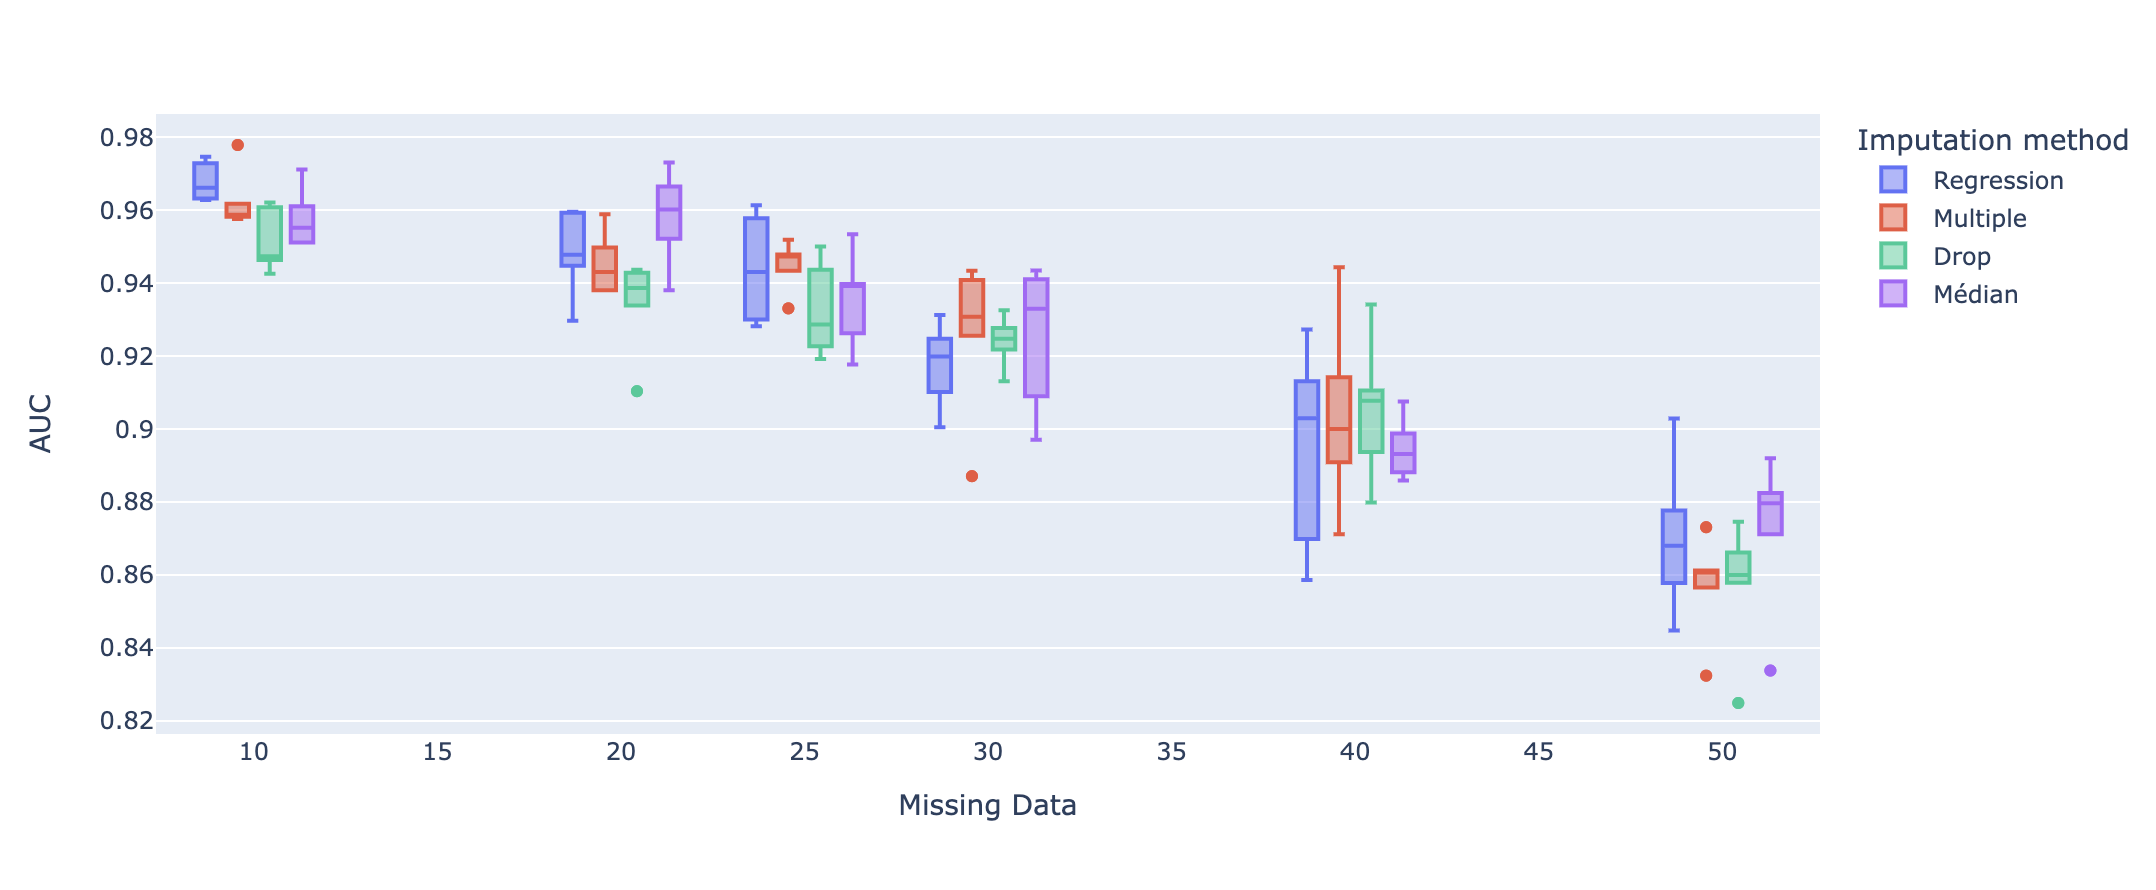 0.98
0.96
0.94
0.92
0.9
0.88
0.86
0.84
0.82
AUC
10 15 20 25 30 35 40 45 50
Missing Data
Imputation method
Regression
Multiple
Drop
Médian